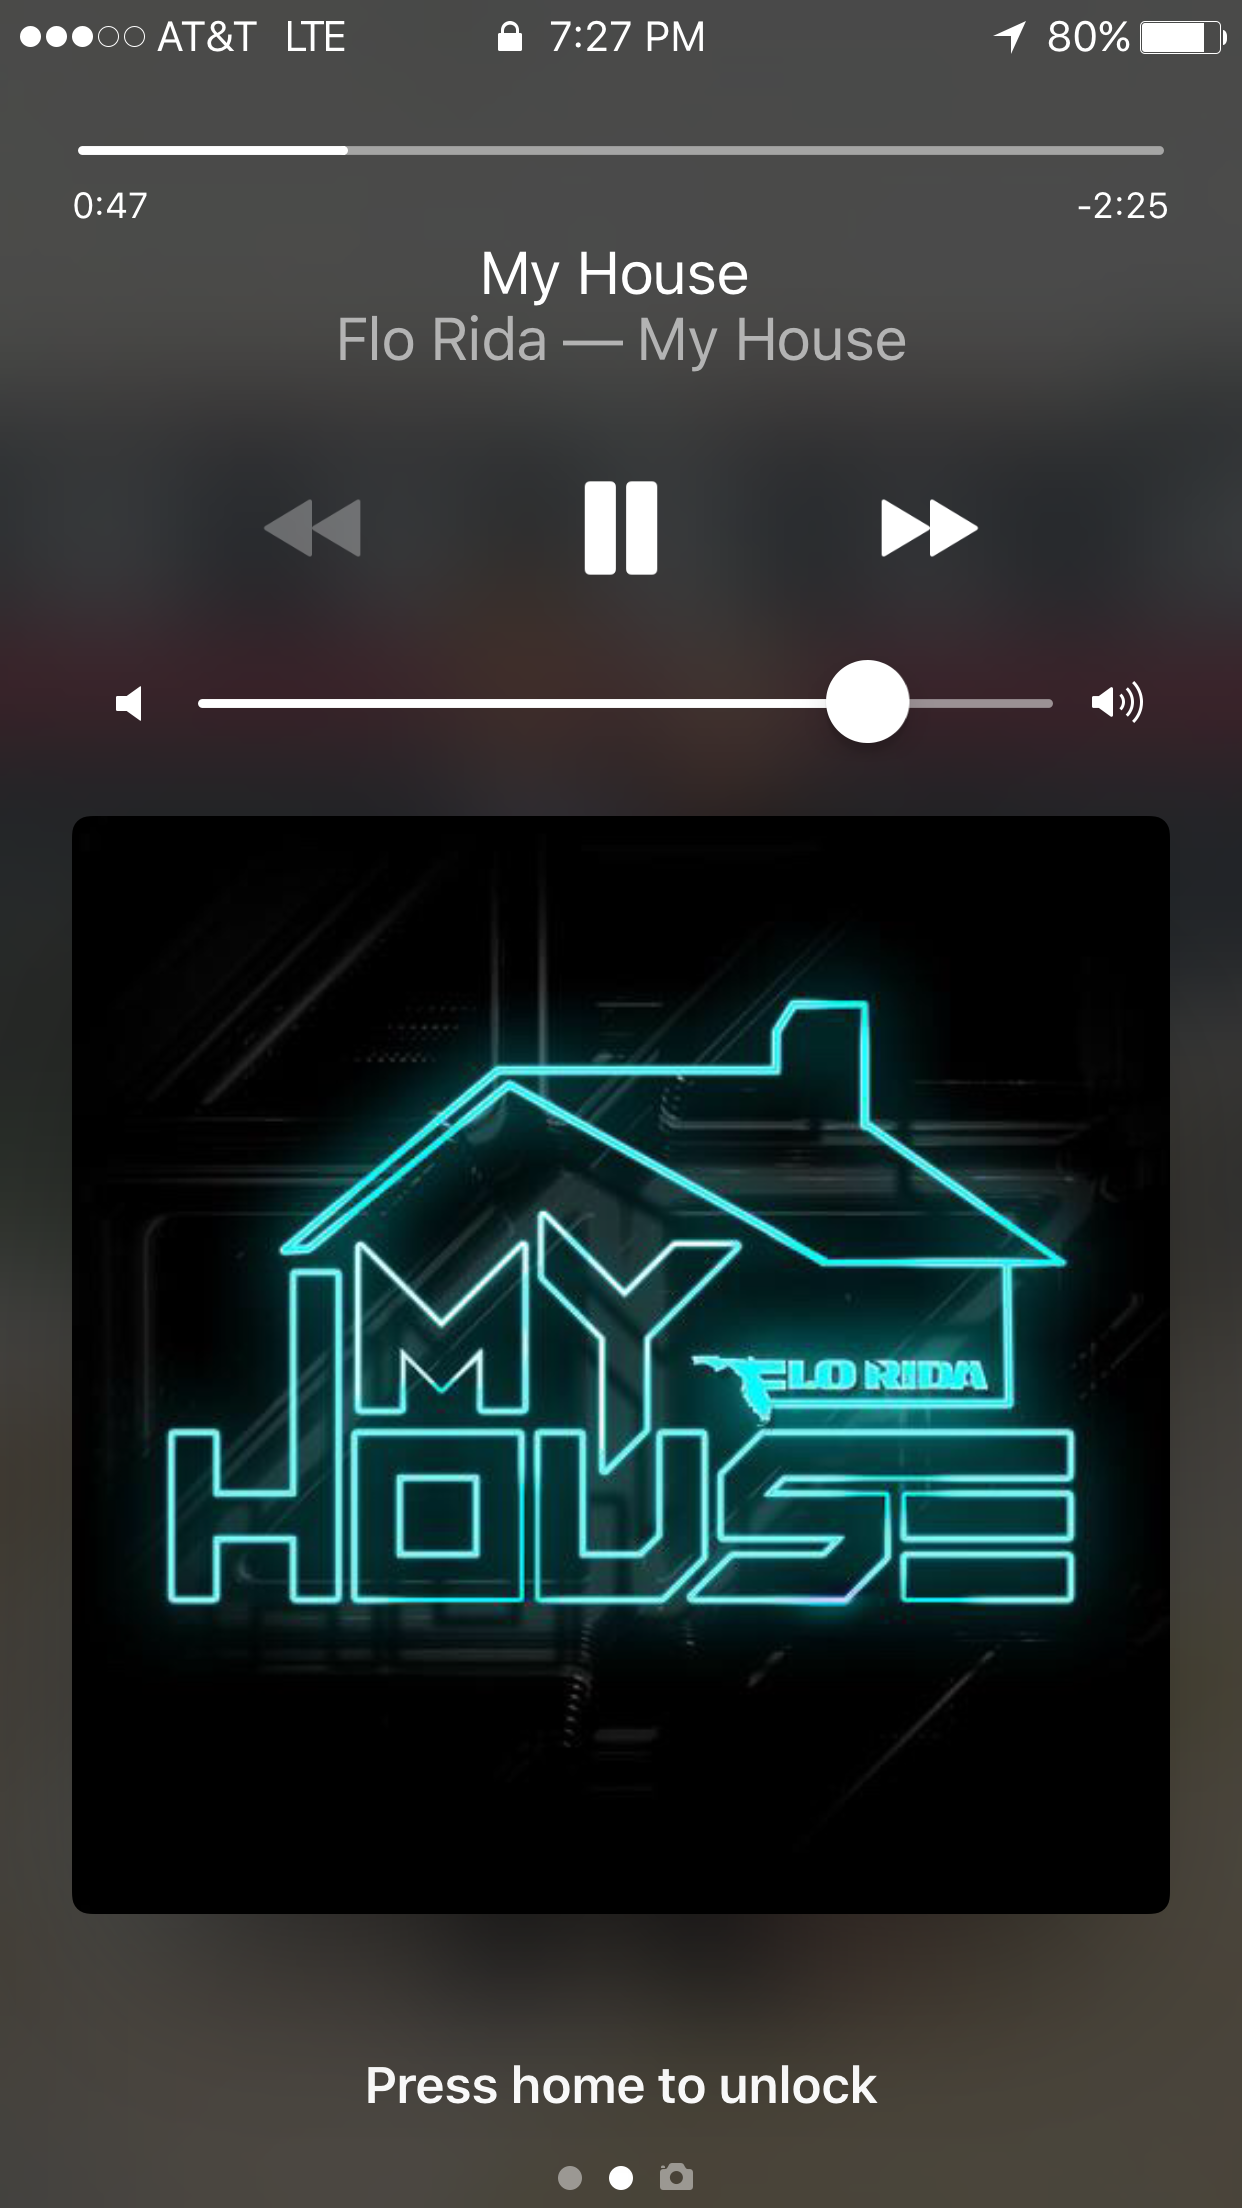 AT&T LTE 7:27 PM 80%
0:47 -2:25
My House
Flo Rida — My House
MY
FLO RIDA
HOUSE
Press home to unlock